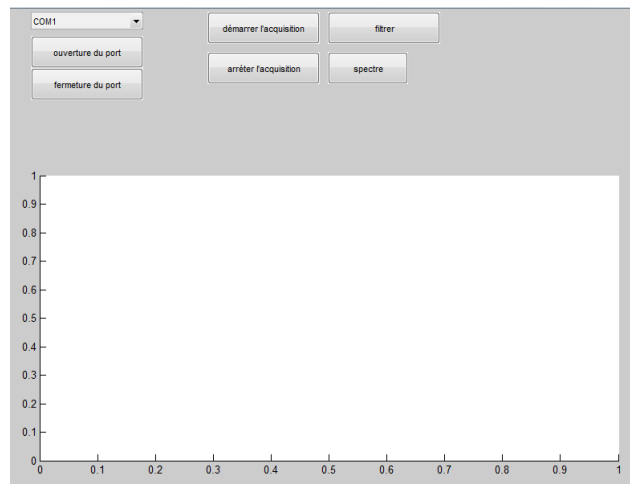 COM1
ouverture du port
fermeture du port
démarrer l'acquisition
filtrer
arréter l'acquisition
spectre
1
0.9
0.8
0.7
0.6
0.5
0.4
0.3
0.2
0.1
0
0 0.1 0.2 0.3 0.4 0.5 0.6 0.7 0.8 0.9 1